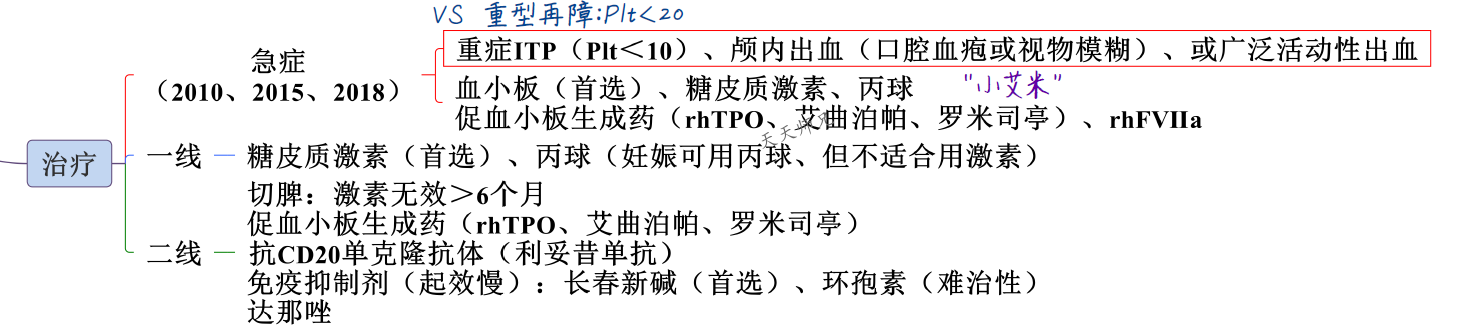 VS 重型再障:Plt<20
重症ITP（Plt＜10）、颅内出血（口腔血疱或视物模糊）、或广泛活动性出血
急症
（2010、2015、2018）
血小板（首选）、糖皮质激素、丙球 "小艾米"
促血小板生成药（rhTPO、艾曲泊帕、罗米司亭）、rhFVIIa
天天师兄
治疗
一线 糖皮质激素（首选）、丙球（妊娠可用丙球、但不适合用激素）
切脾：激素无效＞6个月
促血小板生成药（rhTPO、艾曲泊帕、罗米司亭）
二线 抗CD20单克隆抗体（利妥昔单抗）
免疫抑制剂（起效慢）：长春新碱（首选）、环孢素（难治性）
达那唑